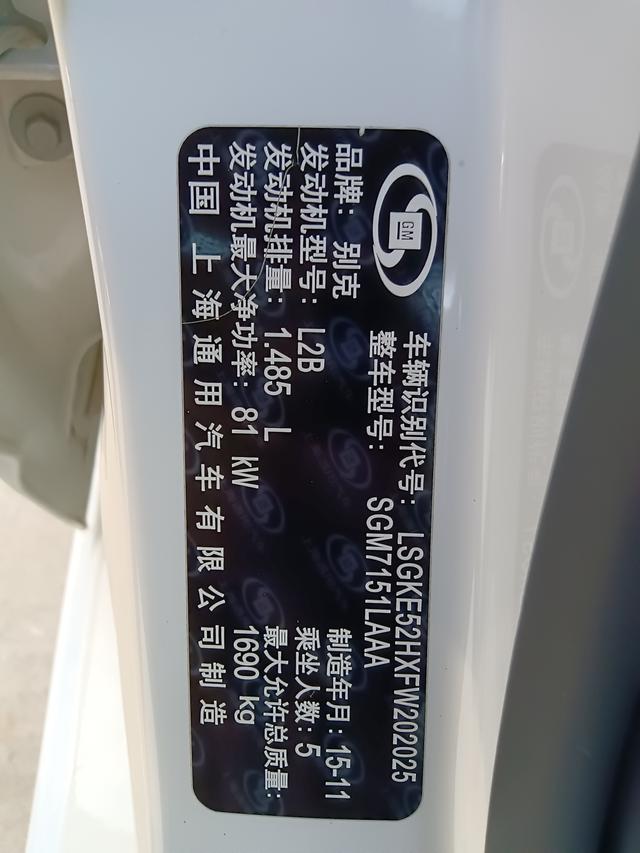 GM
车辆识别代号: LSGKE52HXFW202025
整车型号: SGM7151LAAA
品牌: 别克 制造年月: 15-11
发动机型号: L2B 乘坐人数: 5
发动机排量: 1.485 L 最大允许总质量:
发动机最大净功率: 81 kW 1690 kg
中国 上海通用汽车有限公司制造